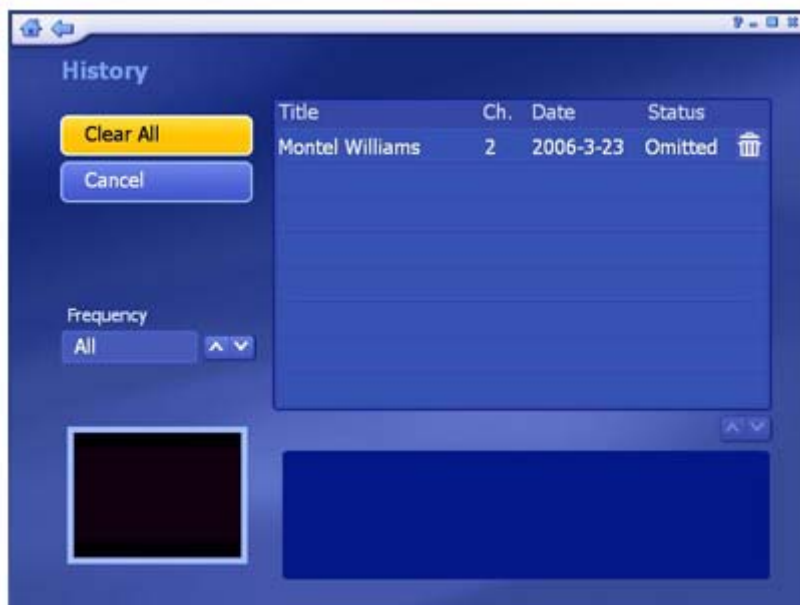 History
Clear All
Cancel
Title Ch. Date Status
Montel Williams 2 2006-3-23 Omitted
Frequency
All